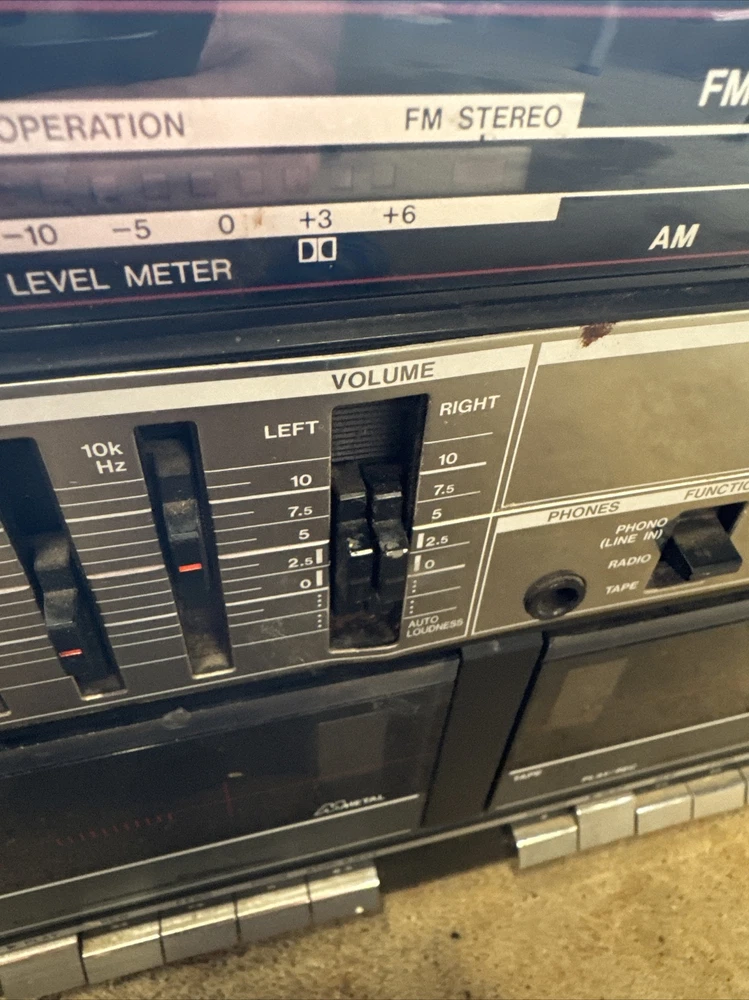 OPERATION
FM STEREO
FM
-10 -5 0 +3 +6
LEVEL METER
AM
VOLUME
LEFT
RIGHT
10k
Hz
10
7.5
5
2.5
0
10
7.5
5
2.5
0
AUTO
LOUDNESS
PHONES
FUNCTIO
PHONO
(LINE IN)
RADIO
TAPE
METAL
TAPE